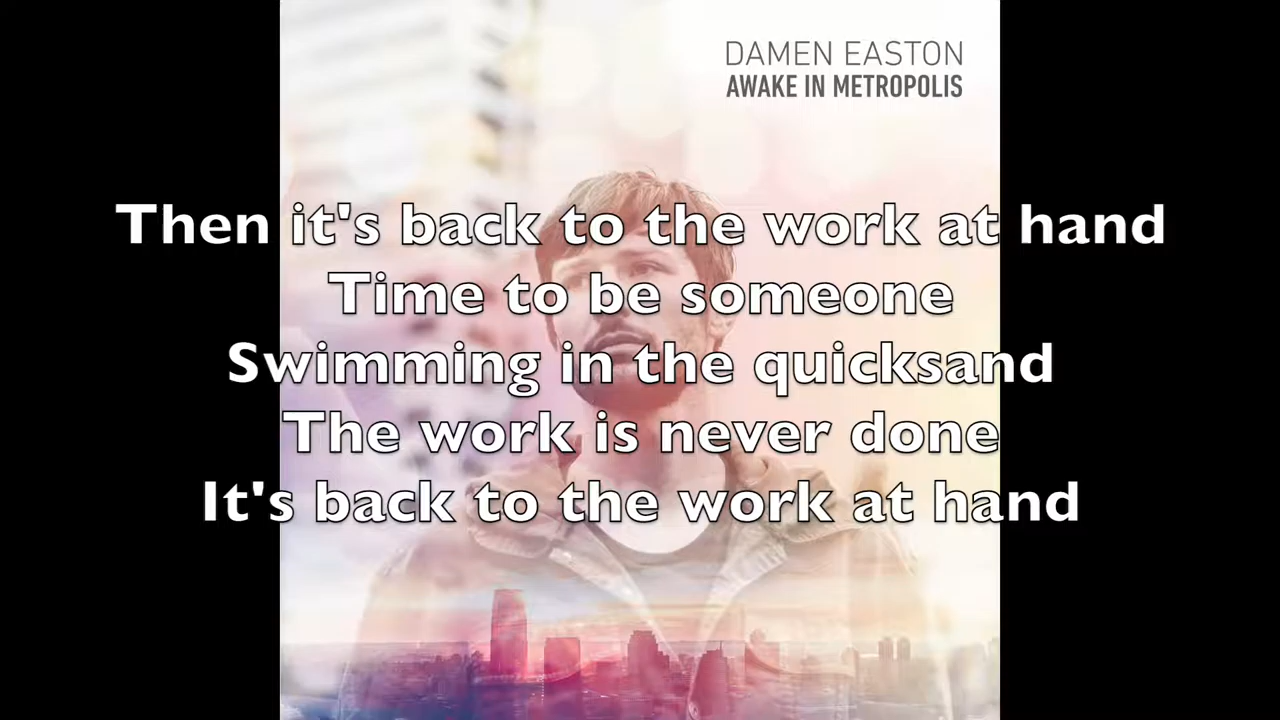 DAMEN EASTON
AWAKE IN METROPOLIS
Then it's back to the work at hand
Time to be someone
Swimming in the quicksand
The work is never done
It's back to the work at hand